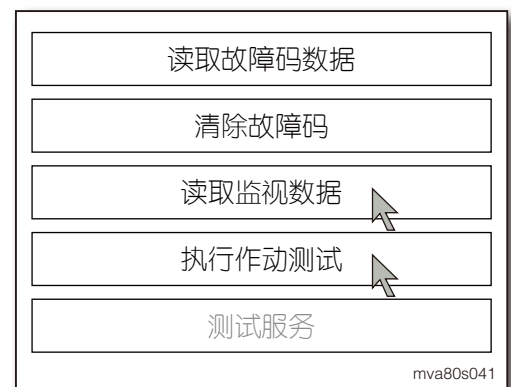 读取故障码数据
清除故障码
读取监视数据
执行作动测试
测试服务
mva80s041